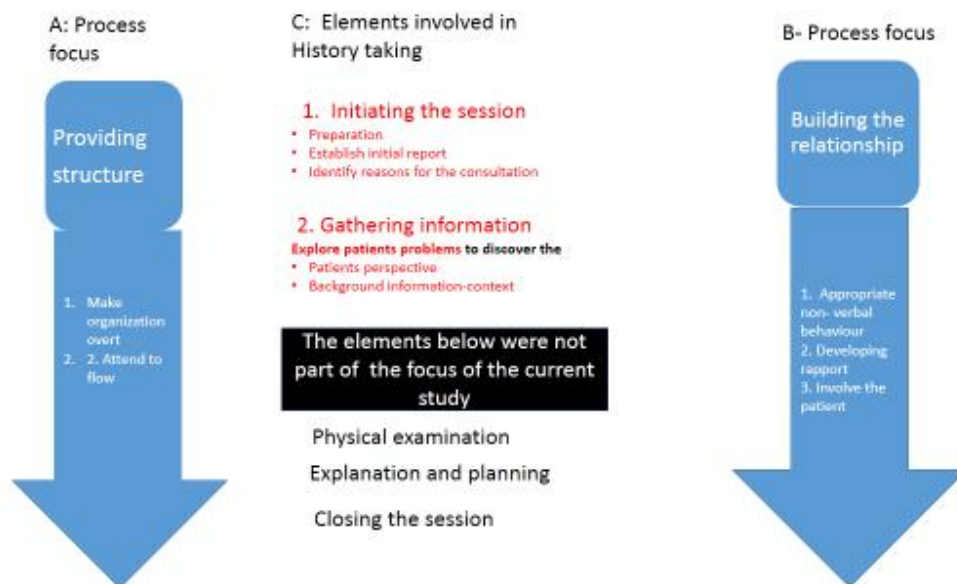 A: Process
focus
Providing
structure
1. Make
organization
overt
2. 2. Attend to
flow
C: Elements involved in
History taking
1. Initiating the session
• Preparation
• Establish initial report
• Identify reasons for the consultation
2. Gathering information
Explore patients problems to discover the
• Patients perspective
• Background information-context
The elements below were not
part of the focus of the current
study
Physical examination
Explanation and planning
Closing the session
B- Process focus
Building the
relationship
1. Appropriate
non- verbal
behaviour
2. Developing
rapport
3. Involve the
patient